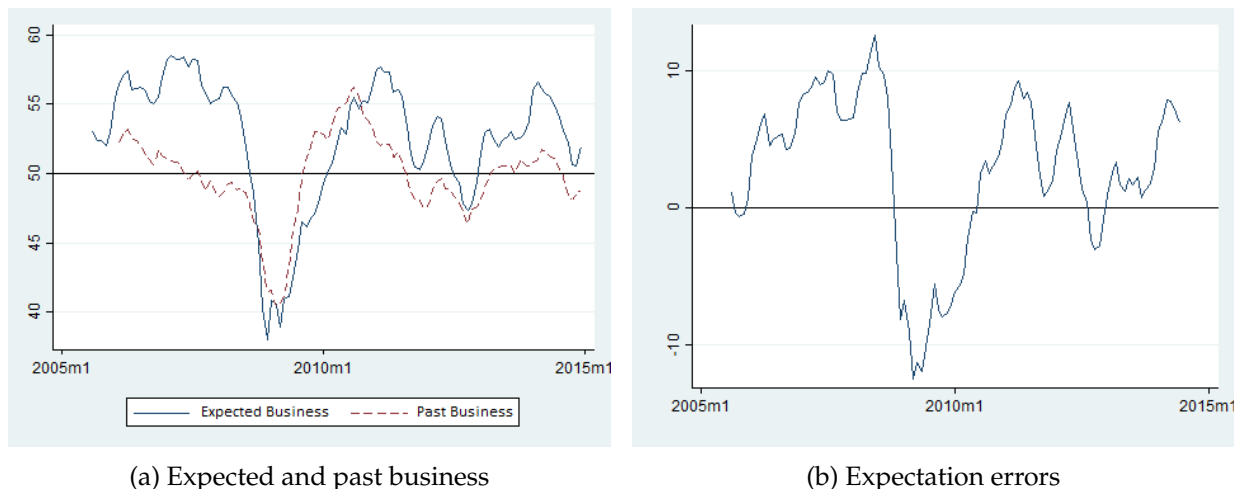 60
55
50
45
40
2005m1 2010m1 2015m1
Expected Business Past Business
(a) Expected and past business
10
0
-10
2005m1 2010m1 2015m1
(b) Expectation errors